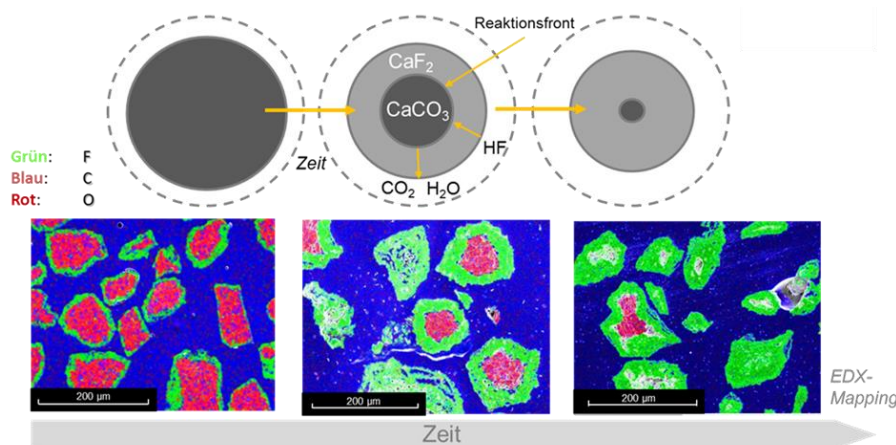 Reaktionsfront
CaF2
CaCO3
HF
CO2 H2O
Zeit
Grün: F
Blau: C
Rot: O
200 µm
200 µm
200 µm
EDX-
Mapping
Zeit